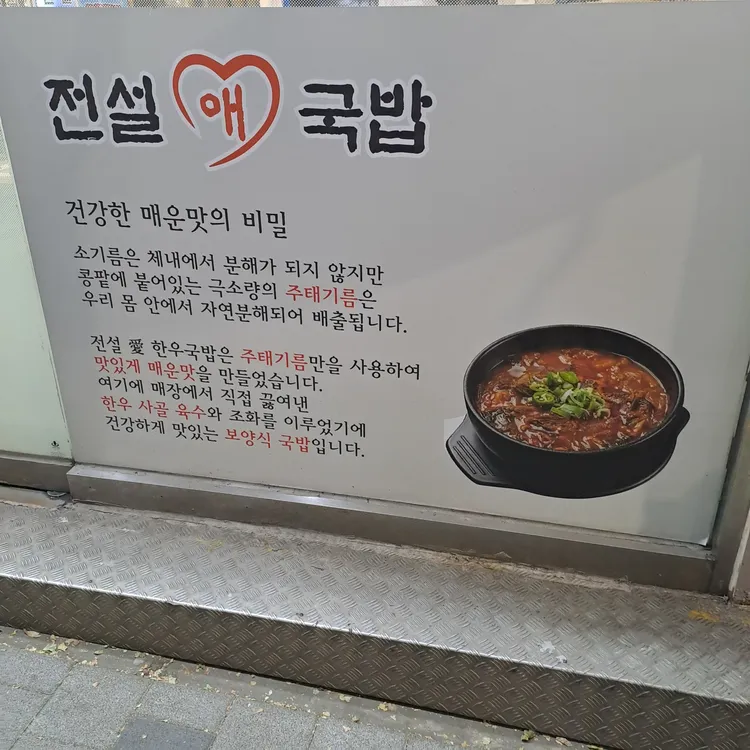 전설 애 국밥
건강한 매운맛의 비밀
소기름은 체내에서 분해가 되지 않지만
콩팥에 붙어있는 극소량의 주태기름은
우리 몸 안에서 자연분해되어 배출됩니다.
전설 愛 한우국밥은 주태기름만을 사용하여
맛있게 매운맛을 만들었습니다.
여기에 매장에서 직접 끓여낸
한우 사골 육수와 조화를 이루었기에
건강하게 맛있는 보양식 국밥입니다.